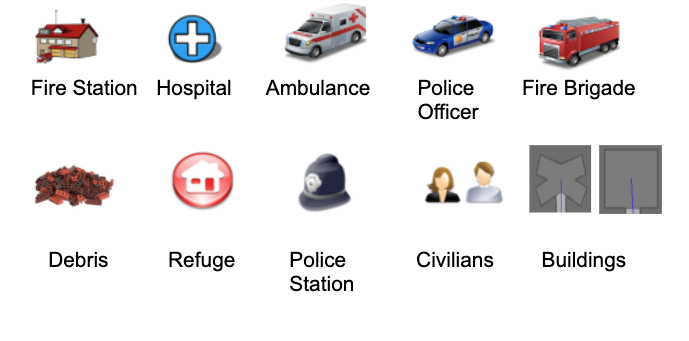 Fire Station
Hospital
Ambulance
Police
Officer
Fire Brigade
Debris
Refuge
Police
Station
Civilians
Buildings